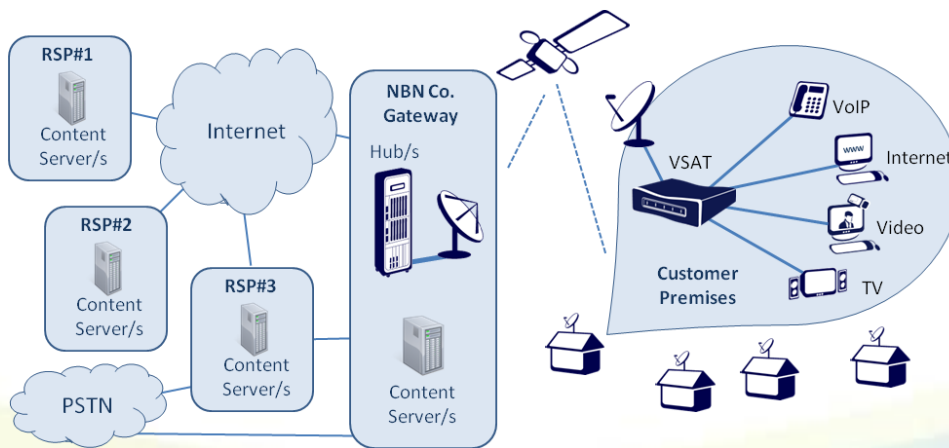 RSP#1
Content
Server/s
Internet
RSP#2
Content
Server/s
RSP#3
Content
Server/s
PSTN
NBN Co.
Gateway
Hub/s
Content
Server/s
VSAT
VoIP
www
Internet
Video
TV
Customer
Premises